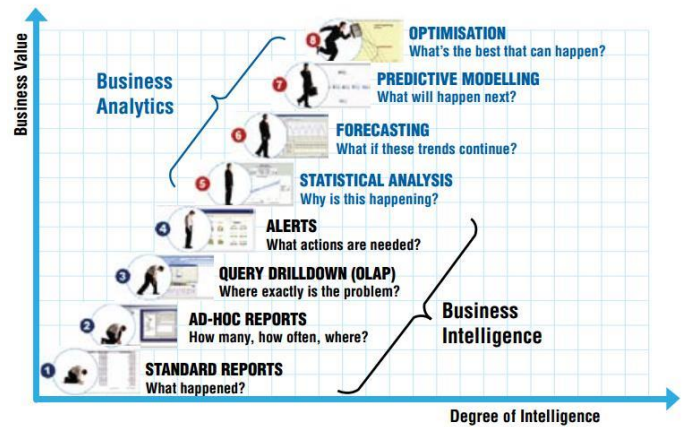 Business Value
8
OPTIMISATION
What's the best that can happen?
Business
Analytics
7
PREDICTIVE MODELLING
What will happen next?
6
FORECASTING
What if these trends continue?
5
STATISTICAL ANALYSIS
Why is this happening?
4
ALERTS
What actions are needed?
3
QUERY DRILLDOWN (OLAP)
Where exactly is the problem?
Business
Intelligence
2
AD-HOC REPORTS
How many, how often, where?
1
STANDARD REPORTS
What happened?
Degree of Intelligence